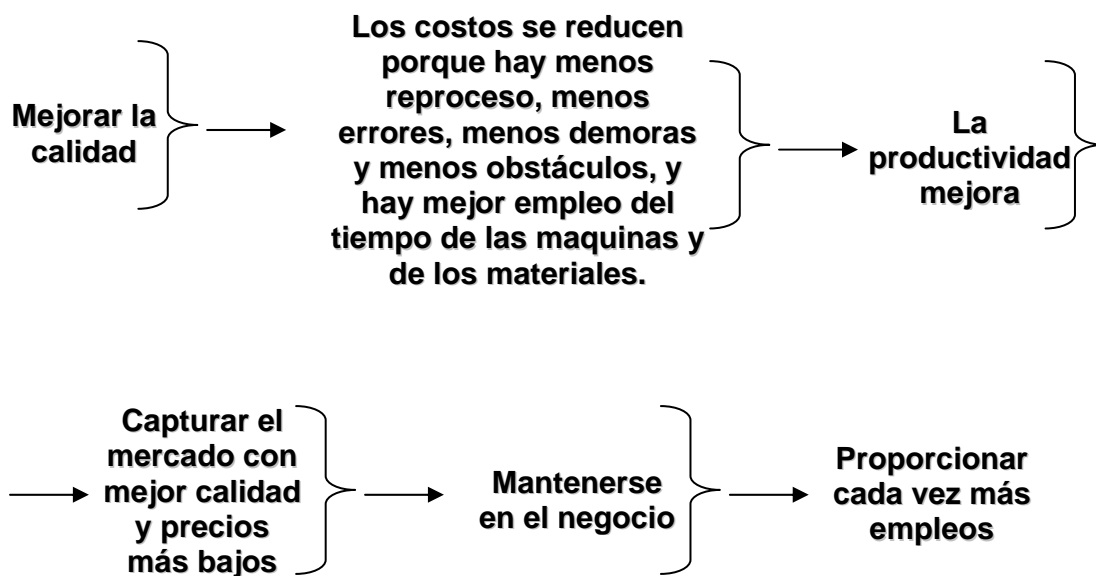 Mejorar la
calidad
Los costos se reducen
porque hay menos
reproceso, menos
errores, menos demoras
y menos obstáculos, y
hay mejor empleo del
tiempo de las maquinas y
de los materiales.
La
productividad
mejora
Capturar el
mercado con
mejor calidad
y precios
más bajos
Mantenerse
en el negocio
Proporcionar
cada vez más
empleos